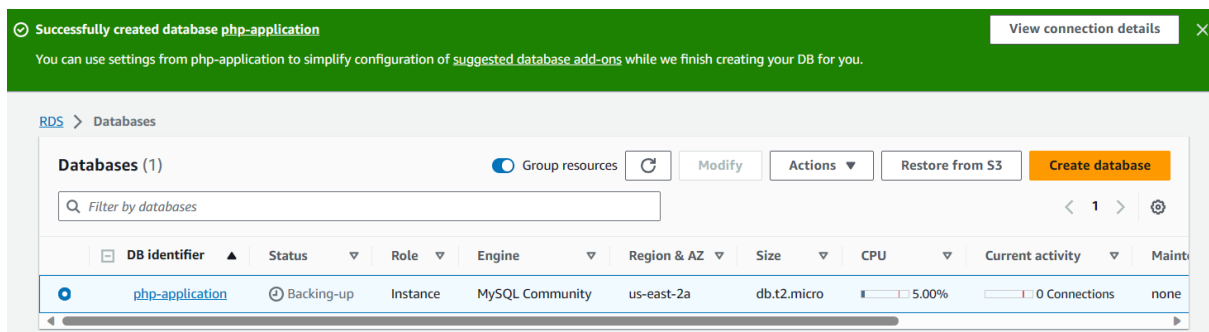 Successfully created database php-application
View connection details
You can use settings from php-application to simplify configuration of suggested database add-ons while we finish creating your DB for you.
RDS > Databases
Databases (1)
Group resources
Modify
Actions
Restore from S3
Create database
Filter by databases
1
DB identifier Status Role Engine Region & AZ Size CPU Current activity
php-application Backing-up Instance MySQL Community us-east-2a db.t2.micro 5.00% 0 Connections none